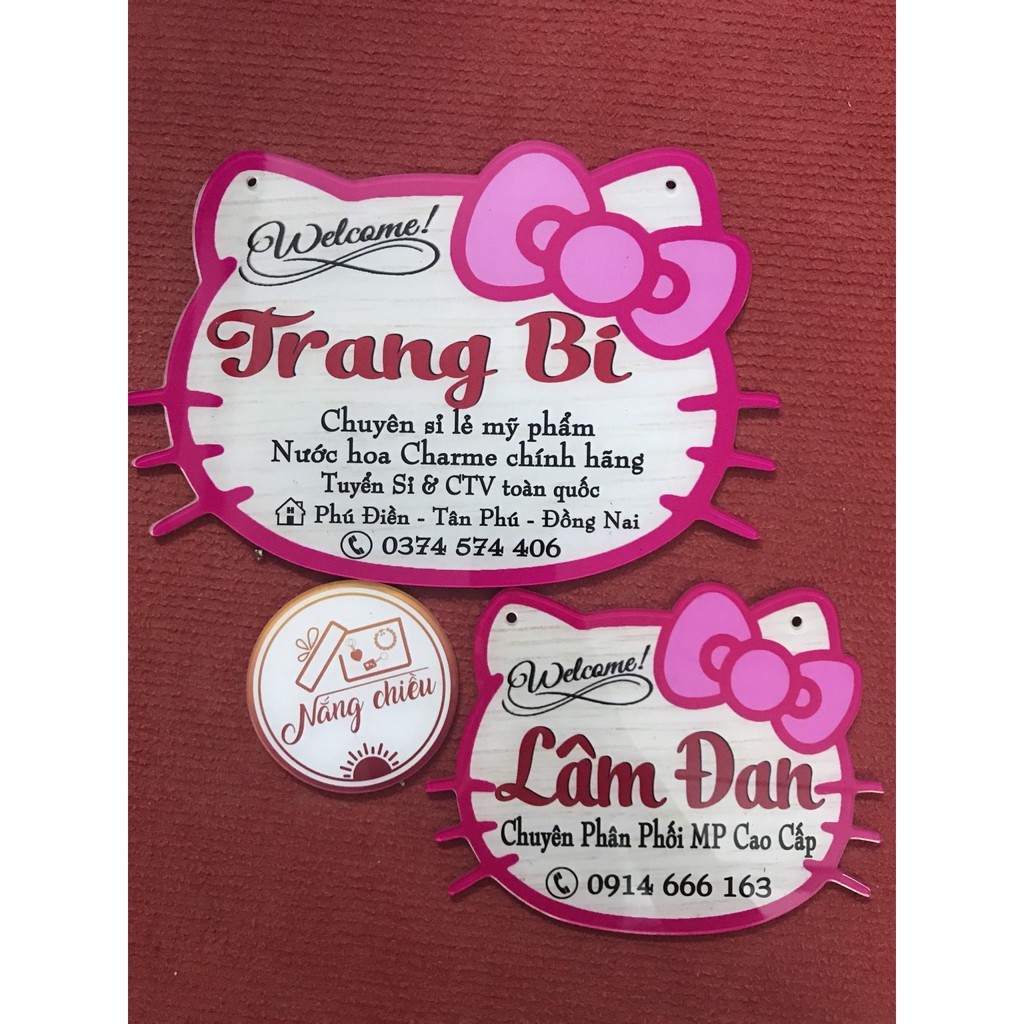 Welcome!
Trang Bi
Chuyên sỉ lẻ mỹ phẩm
Nước hoa Charme chính hãng
Tuyển Sỉ & CTV toàn quốc
Phú Điền - Tân Phú - Đồng Nai
0374 574 406
Nắng chiều
Welcome!
Lâm Đan
Chuyên Phân Phối MP Cao Cấp
0914 666 163